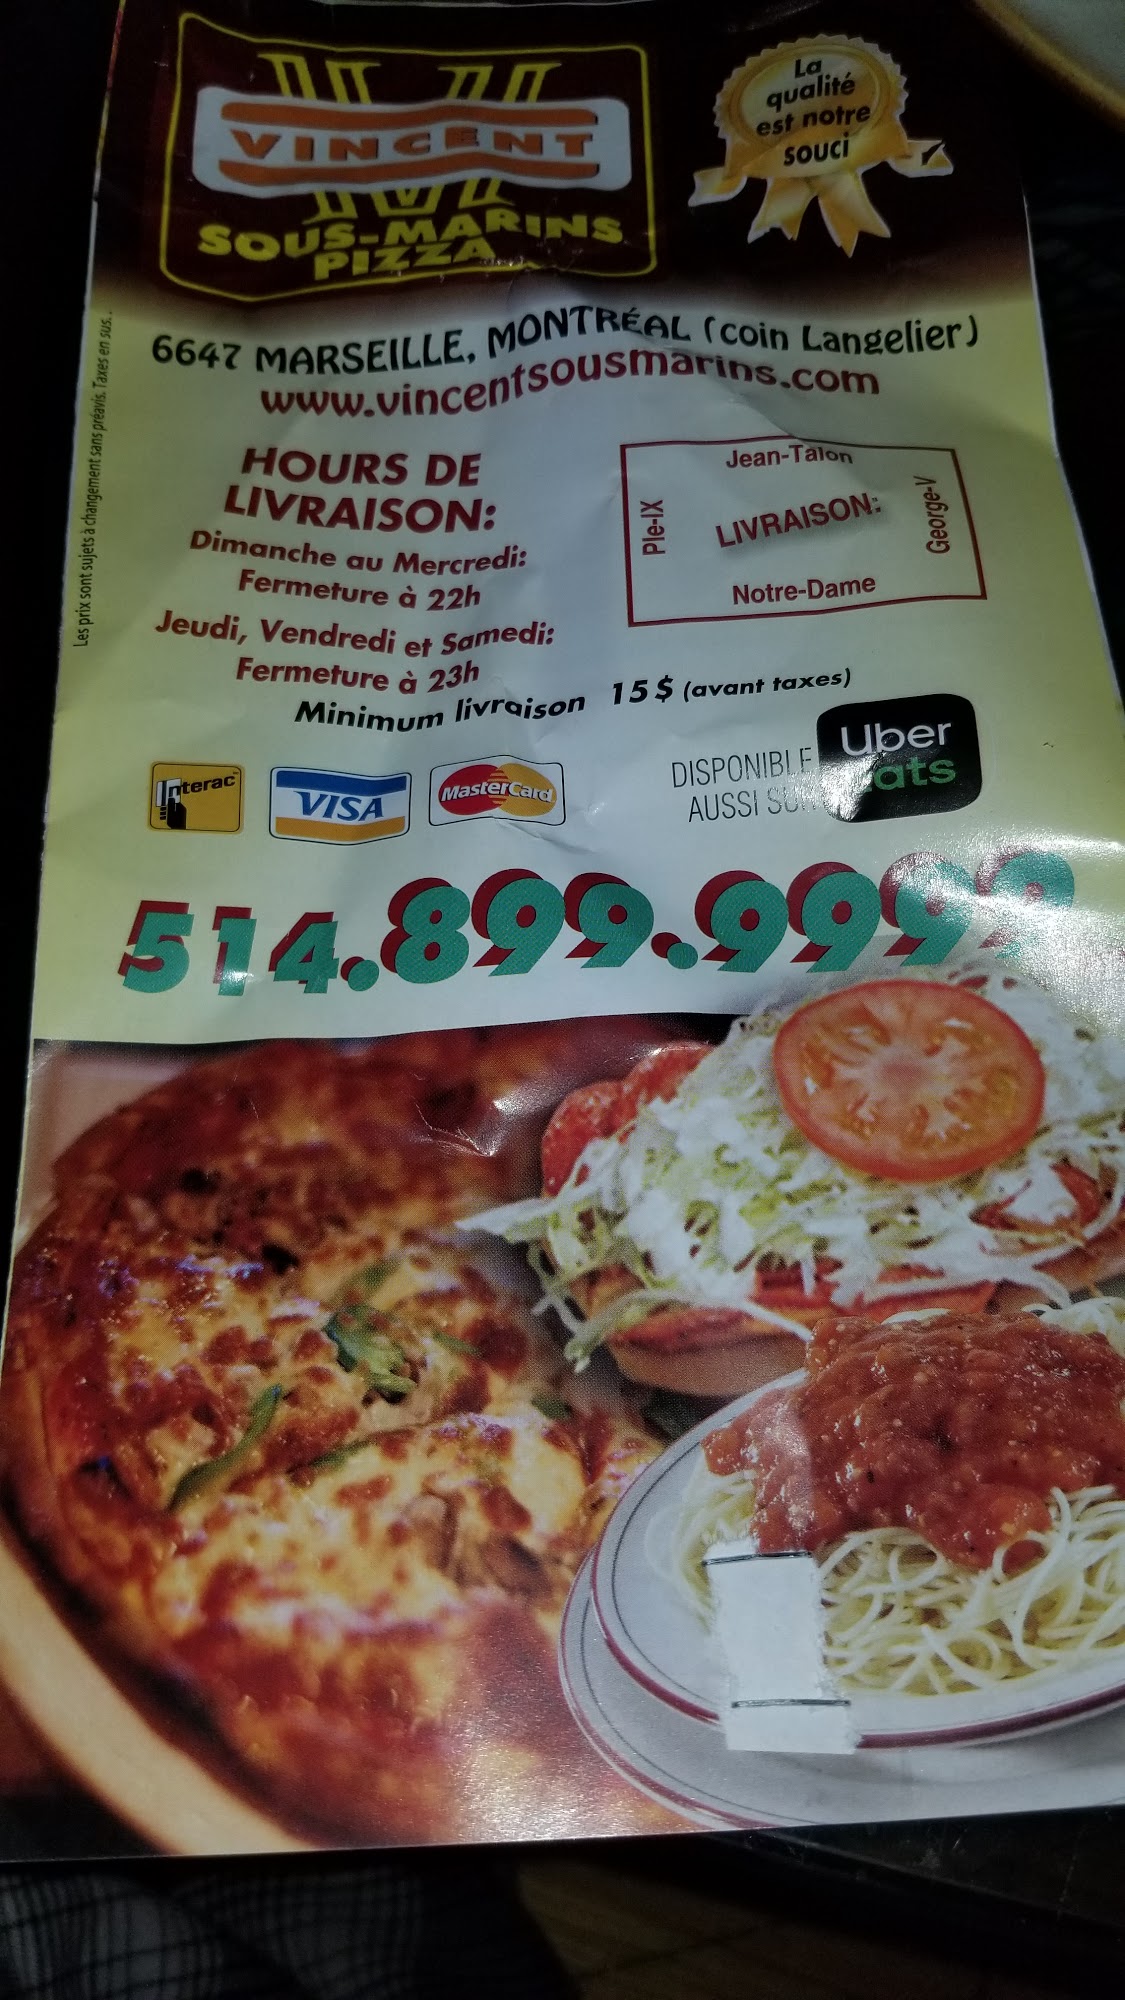 VINCENT
SOUS-MARINS
PIZZA
La
qualité
est notre
souci
6647 MARSEILLE, MONTRÉAL (coin Langelier)
www.vincentsousmarins.com
Les prix sont sujets à changement sans préavis. Taxes en sus.
HOURS DE
LIVRAISON:
Dimanche au Mercredi:
Fermeture à 22h
Jeudi, Vendredi et Samedi:
Fermeture à 23h
Jean-Talon
Pie-IX
LIVRAISON:
George-V
Notre-Dame
Minimum livraison 15$ (avant taxes)
Interac
VISA
MasterCard
DISPONIBLE
AUSSI SUR
Uber
Eats
514.899.9999